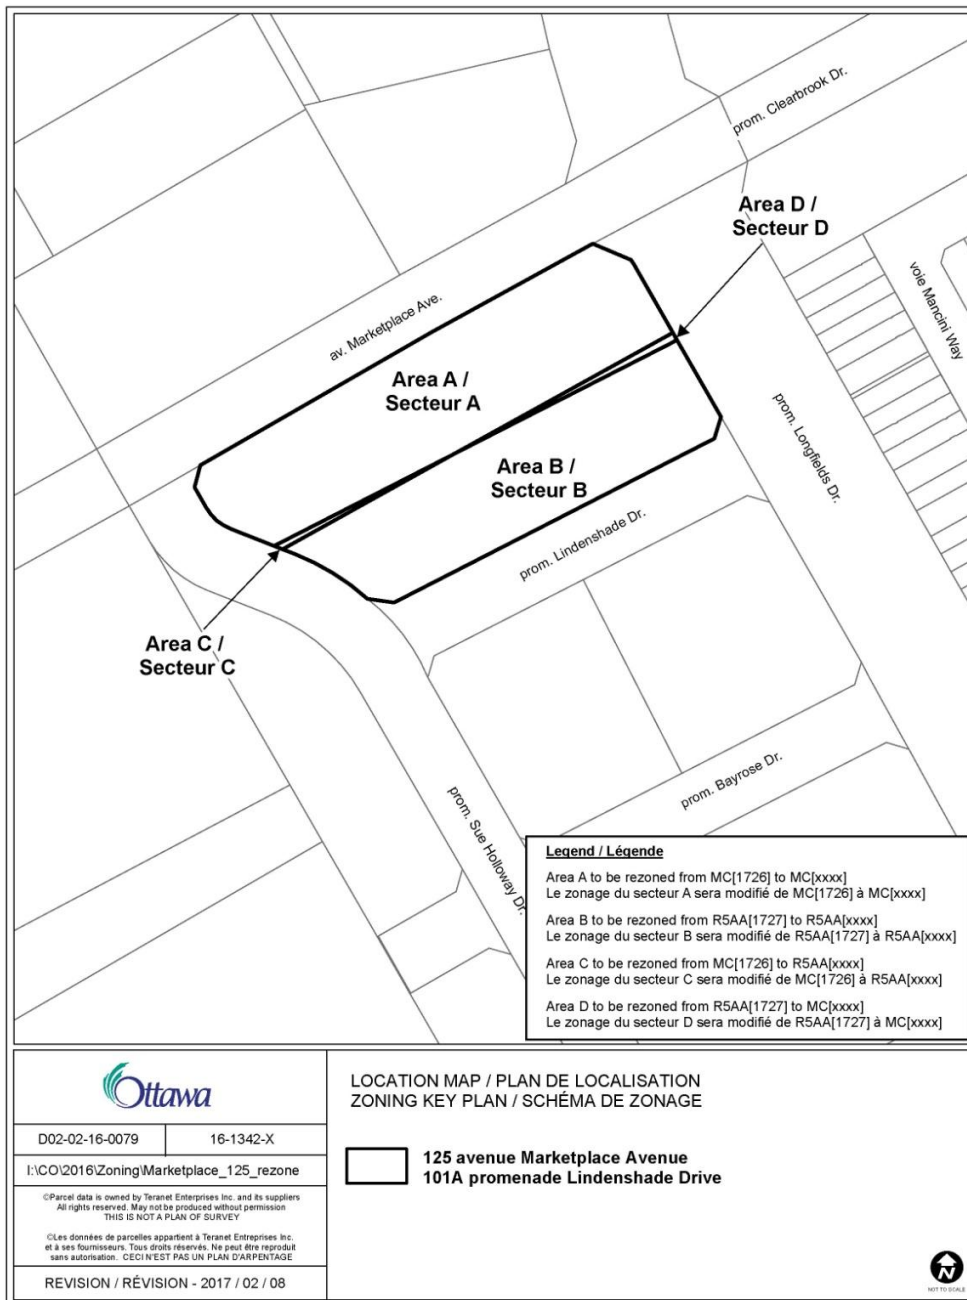 prom. Clearbrook Dr.
Area D /
Secteur D
voie Mancini Way
av. Marketplace Ave.
Area A /
Secteur A
prom. Longfields Dr.
Area B /
Secteur B
prom. Lindenshade Dr.
Area C /
Secteur C
prom. Bayrose Dr.
prom. Sue Holloway Dr.
Legend / Légende
Area A to be rezoned from MC[1726] to MC[xxxx]
Le zonage du secteur A sera modifié de MC[1726] à MC[xxxx]
Area B to be rezoned from R5AA[1727] to R5AA[xxxx]
Le zonage du secteur B sera modifié de R5AA[1727] à R5AA[xxxx]
Area C to be rezoned from MC[1726] to R5AA[xxxx]
Le zonage du secteur C sera modifié de MC[1726] à R5AA[xxxx]
Area D to be rezoned from R5AA[1727] to MC[xxxx]
Le zonage du secteur D sera modifié de R5AA[1727] à MC[xxxx]
Ottawa
D02-02-16-0079 16-1342-X
I:\CO\2016\Zoning\Marketplace_125_rezone
©Parcel data is owned by Teranet Enterprises Inc. and its suppliers
All rights reserved. May not be produced without permission
THIS IS NOT A PLAN OF SURVEY
©Les données de parcelles appartient à Teranet Entreprises Inc.
et à ses fournisseurs. Tous droits réservés. Ne peut être reproduit
sans autorisation. CECI N'EST PAS UN PLAN D'ARPENTAGE
REVISION / RÉVISION - 2017 / 02 / 08
LOCATION MAP / PLAN DE LOCALISATION
ZONING KEY PLAN / SCHÉMA DE ZONAGE
125 avenue Marketplace Avenue
101A promenade Lindenshade Drive
N
NOT TO SCALE